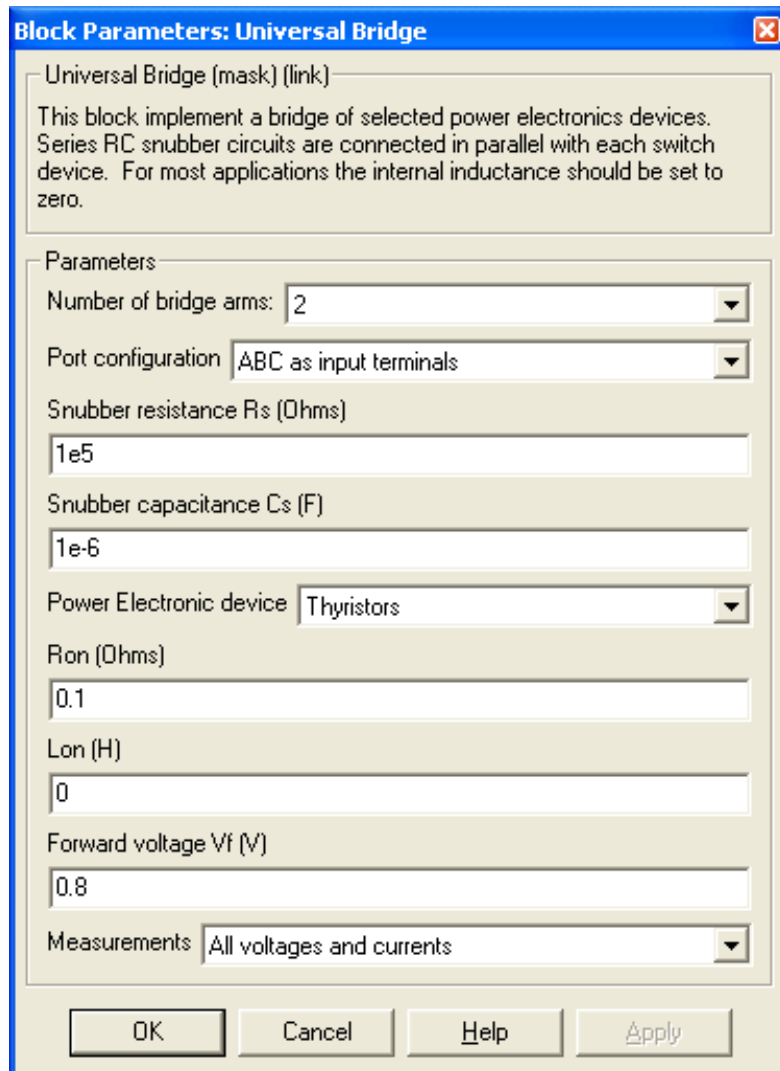 Block Parameters: Universal Bridge
Universal Bridge (mask) (link)
This block implement a bridge of selected power electronics devices.
Series RC snubber circuits are connected in parallel with each switch
device.  For most applications the internal inductance should be set to
zero.
Parameters
Number of bridge arms: 2
Port configuration ABC as input terminals
Snubber resistance Rs (Ohms)
1e5
Snubber capacitance Cs (F)
1e-6
Power Electronic device Thyristors
Ron (Ohms)
0.1
Lon (H)
0
Forward voltage Vf (V)
0.8
Measurements All voltages and currents
OK Cancel Help Apply